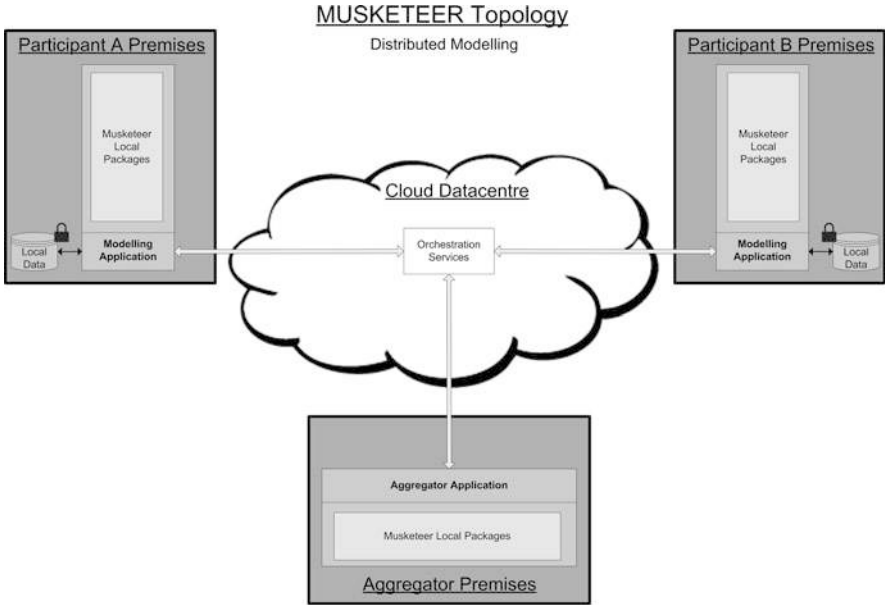 MUSKETEER Topology
Distributed Modelling
Participant A Premises
Musketeer
Local
Packages
Local
Data
Modelling
Application
Participant B Premises
Musketeer
Local
Packages
Modelling
Application
Local
Data
Cloud Datacentre
Orchestration
Services
Aggregator Application
Musketeer Local Packages
Aggregator Premises